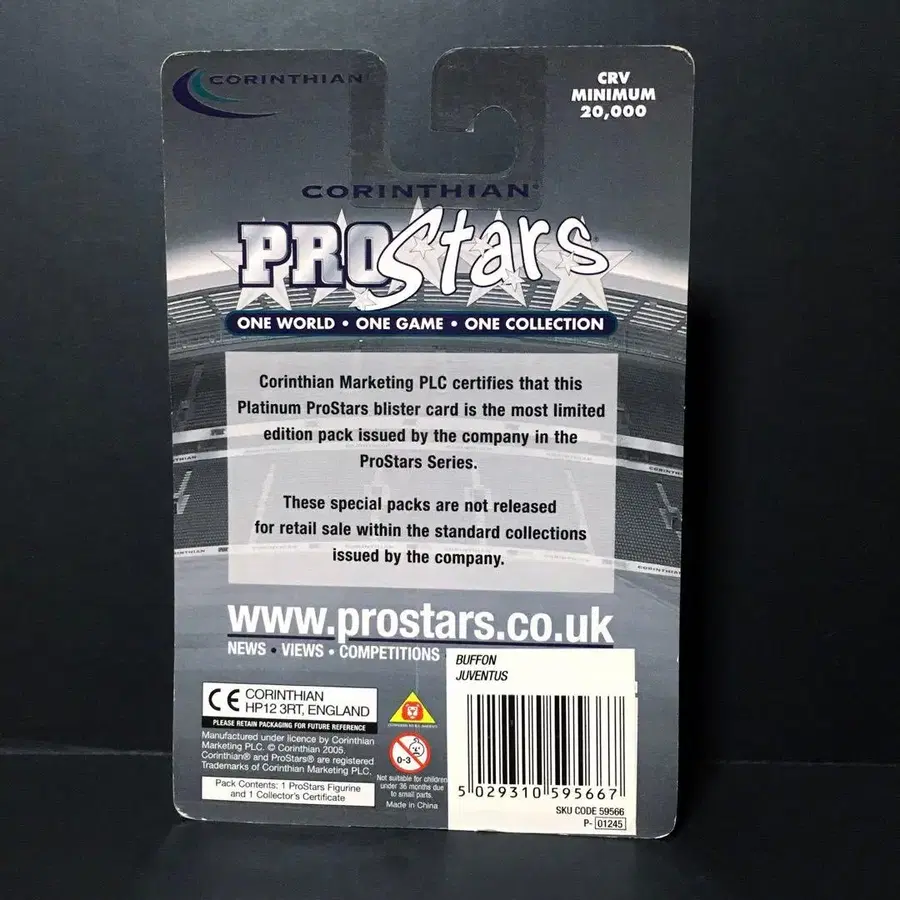 CORINTHIAN
CRV
MINIMUM
20,000
CORINTHIAN®
PROStars®
ONE WORLD • ONE GAME • ONE COLLECTION
Corinthian Marketing PLC certifies that this
Platinum ProStars blister card is the most limited
edition pack issued by the company in the
ProStars Series.
These special packs are not released
for retail sale within the standard collections
issued by the company.
www.prostars.co.uk
NEWS • VIEWS • COMPETITIONS
BUFFON
JUVENTUS
CE CORINTHIAN
HP12 3RT, ENGLAND
PLEASE RETAIN PACKAGING FOR FUTURE REFERENCE
Manufactured under licence by Corinthian
Marketing PLC. © Corinthian 2005.
Corinthian® and ProStars® are registered
Trademarks of Corinthian Marketing PLC.
Pack Contents: 1 ProStars Figurine
and 1 Collector's Certificate
0-3
Not suitable for children
under 36 months due
to small parts.
Made in China
5 029310 595667
SKU CODE 59566
P- 01245